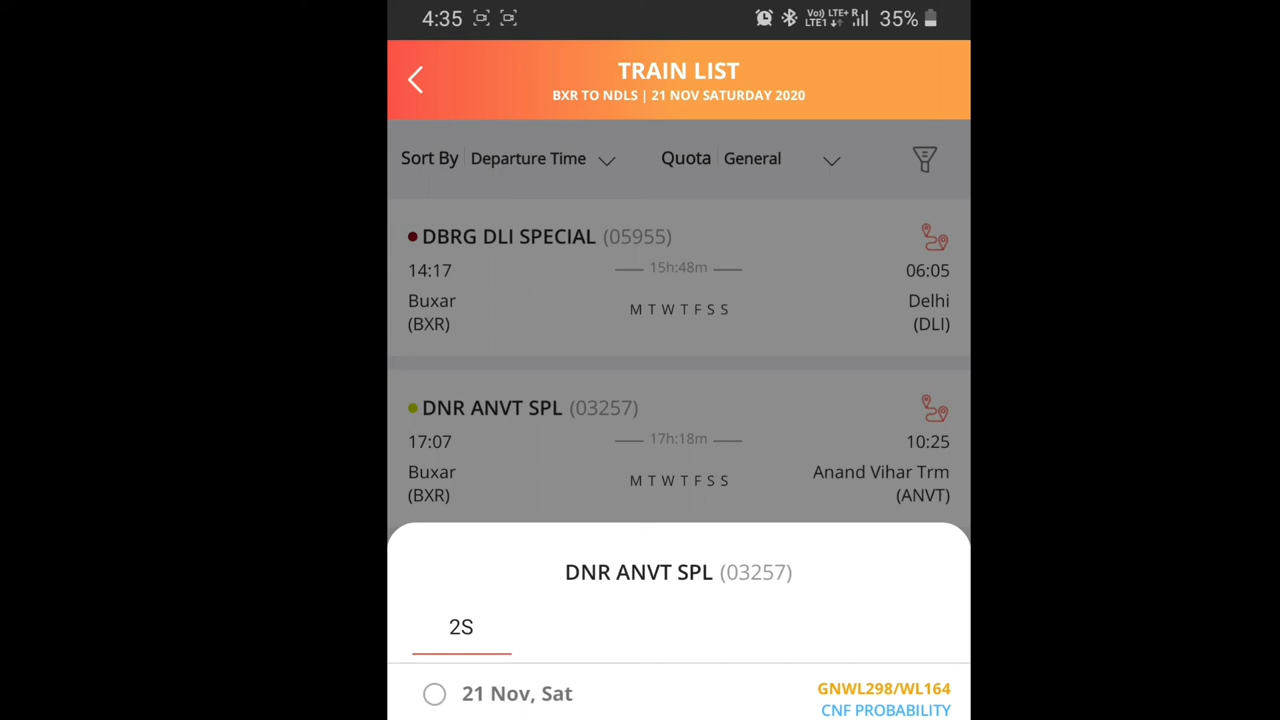 4:35 Vo) LTE+ R LTE1 35%
TRAIN LIST
BXR TO NDLS | 21 NOV SATURDAY 2020
Sort By Departure Time Quota General
DBRG DLI SPECIAL (05955)
14:17 15h:48m 06:05
Buxar M T W T F S S Delhi
(BXR) (DLI)
DNR ANVT SPL (03257)
17:07 17h:18m 10:25
Buxar M T W T F S S Anand Vihar Trm
(BXR) (ANVT)
DNR ANVT SPL (03257)
2S
21 Nov, Sat GNWL298/WL164
CNF PROBABILITY